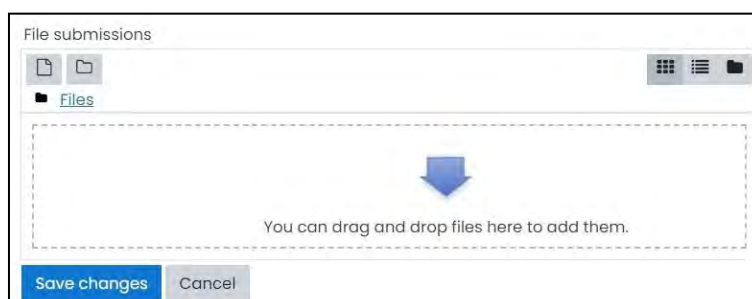 File submissions
Files
You can drag and drop files here to add them.
Save changes Cancel